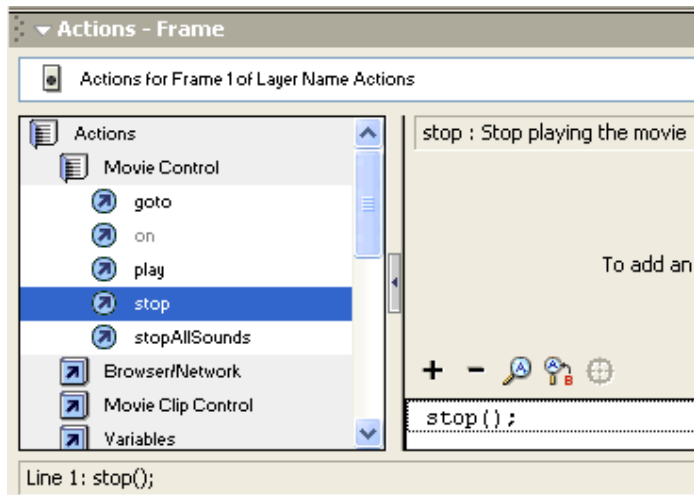 Actions - Frame
Actions for Frame 1 of Layer Name Actions
Actions
Movie Control
goto
on
play
stop
stopAllSounds
Browser/Network
Movie Clip Control
Variables
stop : Stop playing the movie
To add an
+ - A A B
stop();
Line 1: stop();